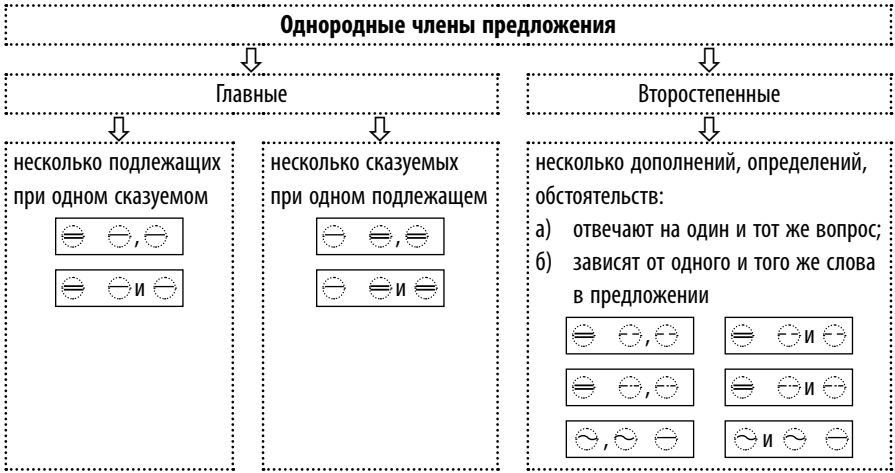 Однородные члены предложения
Главные
Второстепенные
несколько подлежащих
при одном сказуемом
,
и
несколько сказуемых
при одном подлежащем
,
и
несколько дополнений, определений,
обстоятельств:
а) отвечают на один и тот же вопрос;
б) зависят от одного и того же слова
в предложении
, и
, и
, и